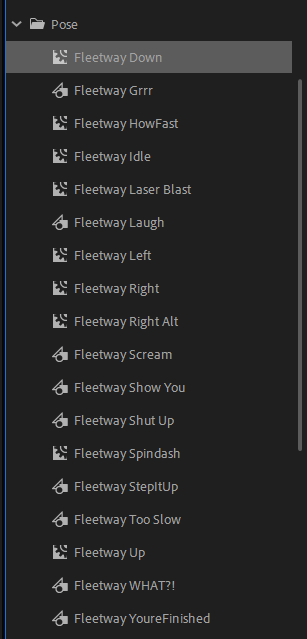 Pose
Fleetway Down
Fleetway Grrr
Fleetway HowFast
Fleetway Idle
Fleetway Laser Blast
Fleetway Laugh
Fleetway Left
Fleetway Right
Fleetway Right Alt
Fleetway Scream
Fleetway Show You
Fleetway Shut Up
Fleetway Spindash
Fleetway StepItUp
Fleetway Too Slow
Fleetway Up
Fleetway WHAT?!
Fleetway YoureFinished